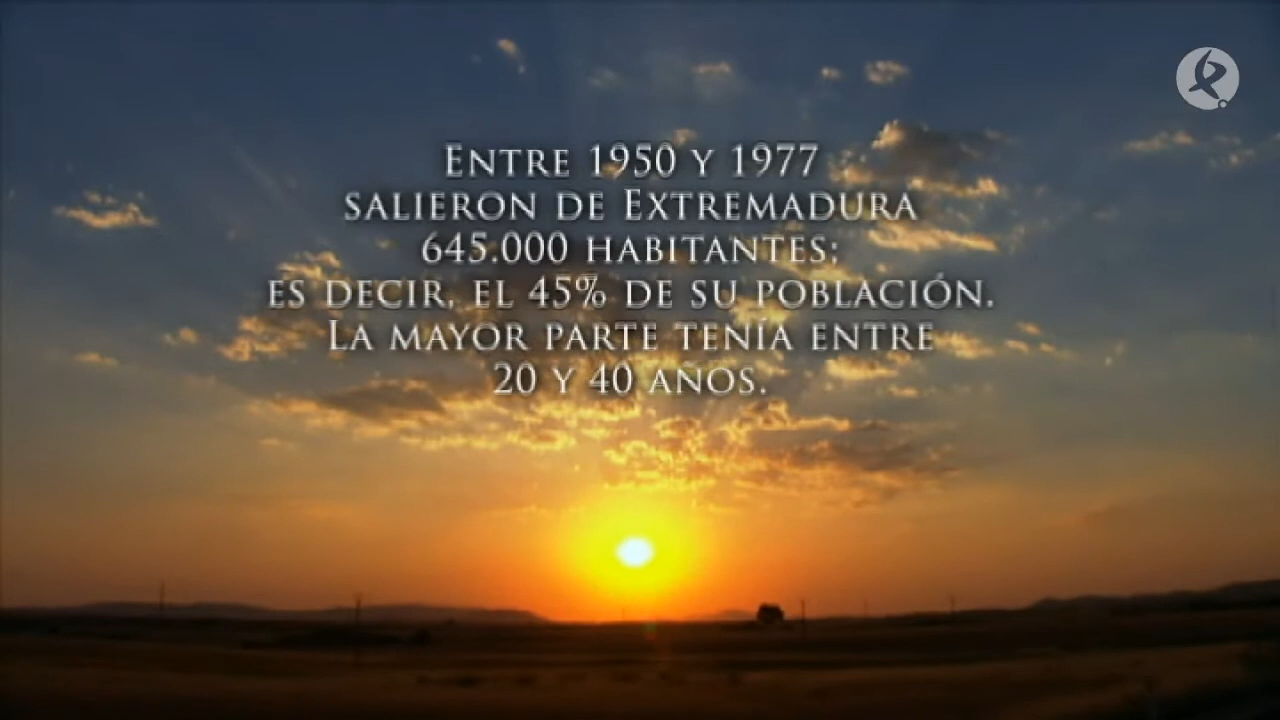 Entre 1950 y 1977
salieron de Extremadura
645.000 habitantes;
es decir, el 45% de su población.
La mayor parte tenía entre
20 y 40 años.